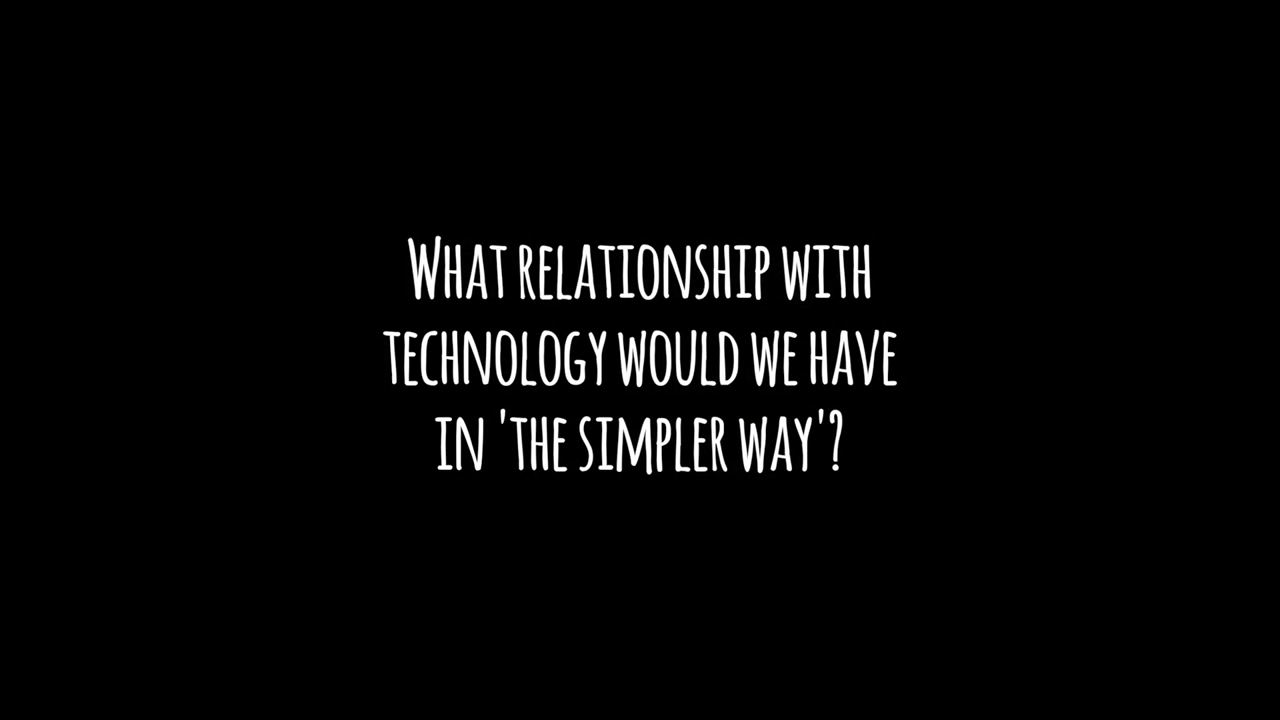 What relationship with
technology would we have
in 'the simpler way'?